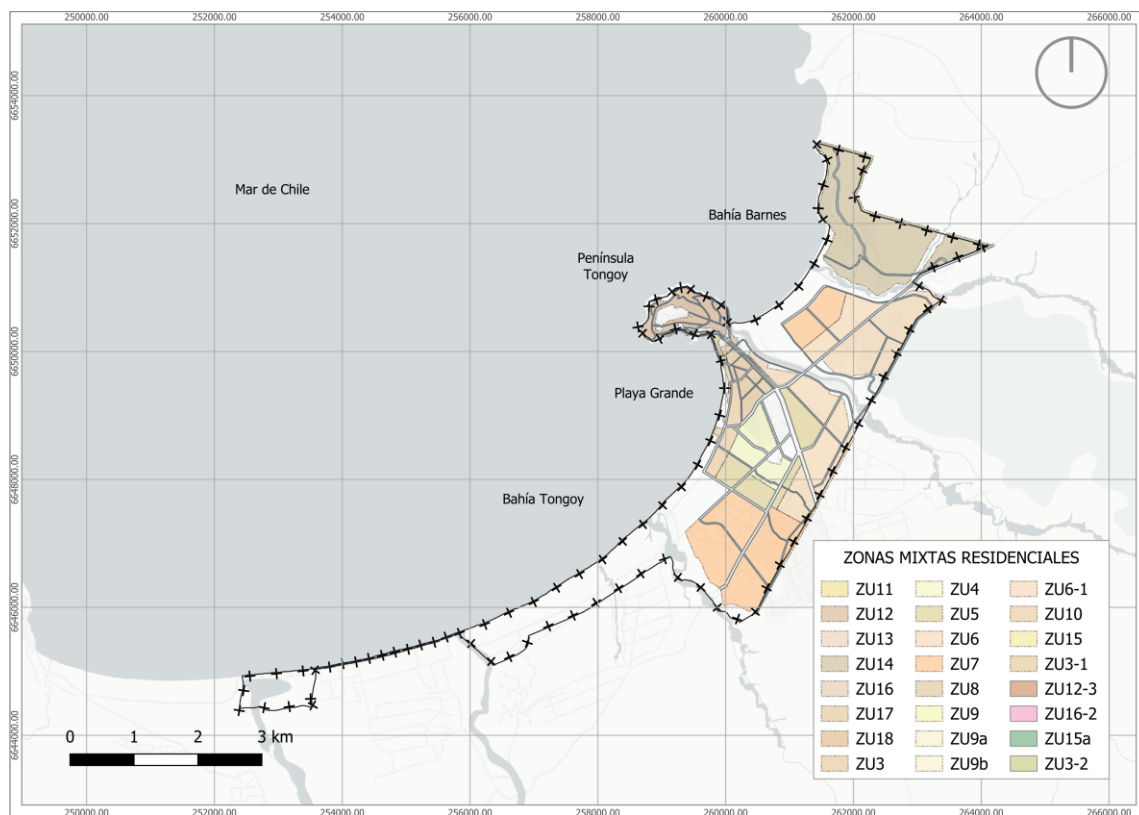 250000.00 252000.00 254000.00 256000.00 258000.00 260000.00 262000.00 264000.00 266000.00
6654000.00
6652000.00
6650000.00
6648000.00
6646000.00
6644000.00
Mar de Chile
Bahía Barnes
Península
Tongoy
Playa Grande
Bahía Tongoy
0 1 2 3 km
ZONAS MIXTAS RESIDENCIALES
ZU11 ZU4 ZU6-1
ZU12 ZU5 ZU10
ZU13 ZU6 ZU15
ZU14 ZU7 ZU3-1
ZU16 ZU8 ZU12-3
ZU17 ZU9 ZU16-2
ZU18 ZU9a ZU15a
ZU3 ZU9b ZU3-2
250000.00 252000.00 254000.00 256000.00 258000.00 260000.00 262000.00 264000.00 266000.00